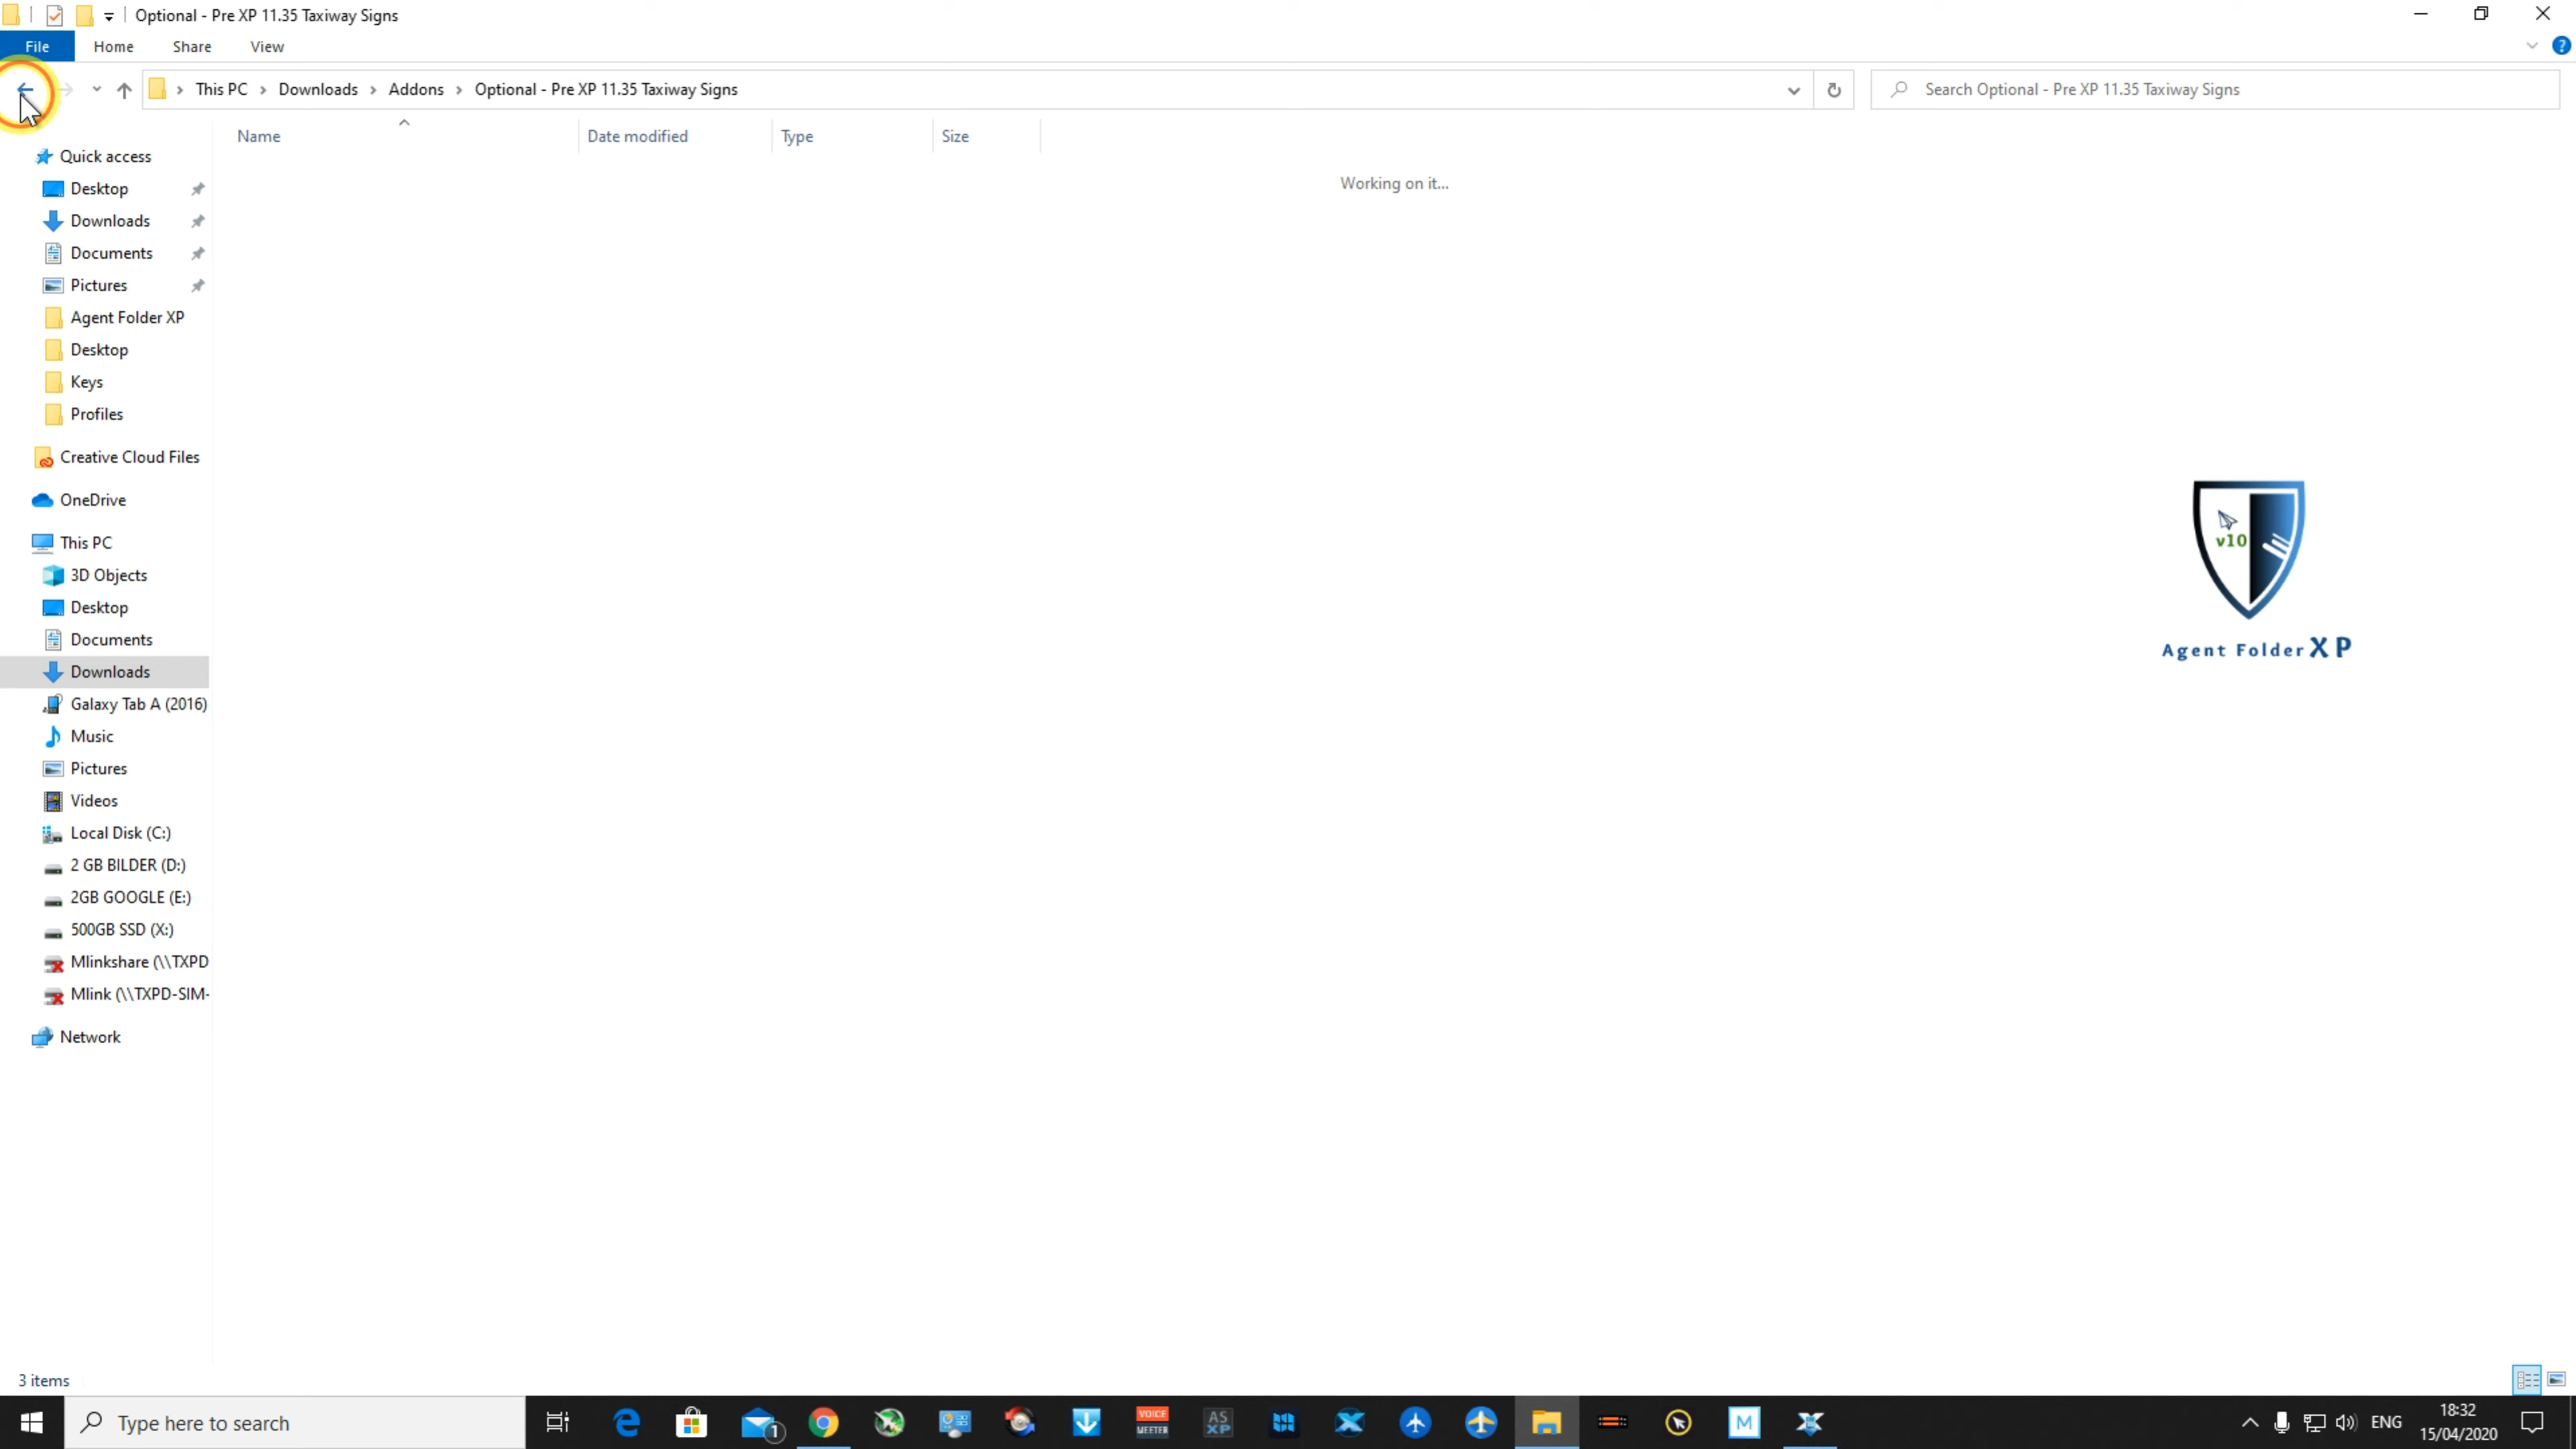 Optional - Pre XP 11.35 Taxiway Signs
File Home Share View
This PC Downloads Addons Optional - Pre XP 11.35 Taxiway Signs
Search Optional - Pre XP 11.35 Taxiway Signs
Name Date modified Type Size
Working on it...
Quick access
Desktop
Downloads
Documents
Pictures
Agent Folder XP
Desktop
Keys
Profiles
Creative Cloud Files
OneDrive
This PC
3D Objects
Desktop
Documents
Downloads
Galaxy Tab A (2016)
Music
Pictures
Videos
Local Disk (C:)
2 GB BILDER (D:)
2GB GOOGLE (E:)
500GB SSD (X:)
Mlinkshare (\\TXPD
Mlink (\\TXPD-SIM-
Network
v10
Agent Folder XP
3 items
Type here to search
1
VOICE
MEETER
AS
XP
M
ENG
18:32
15/04/2020